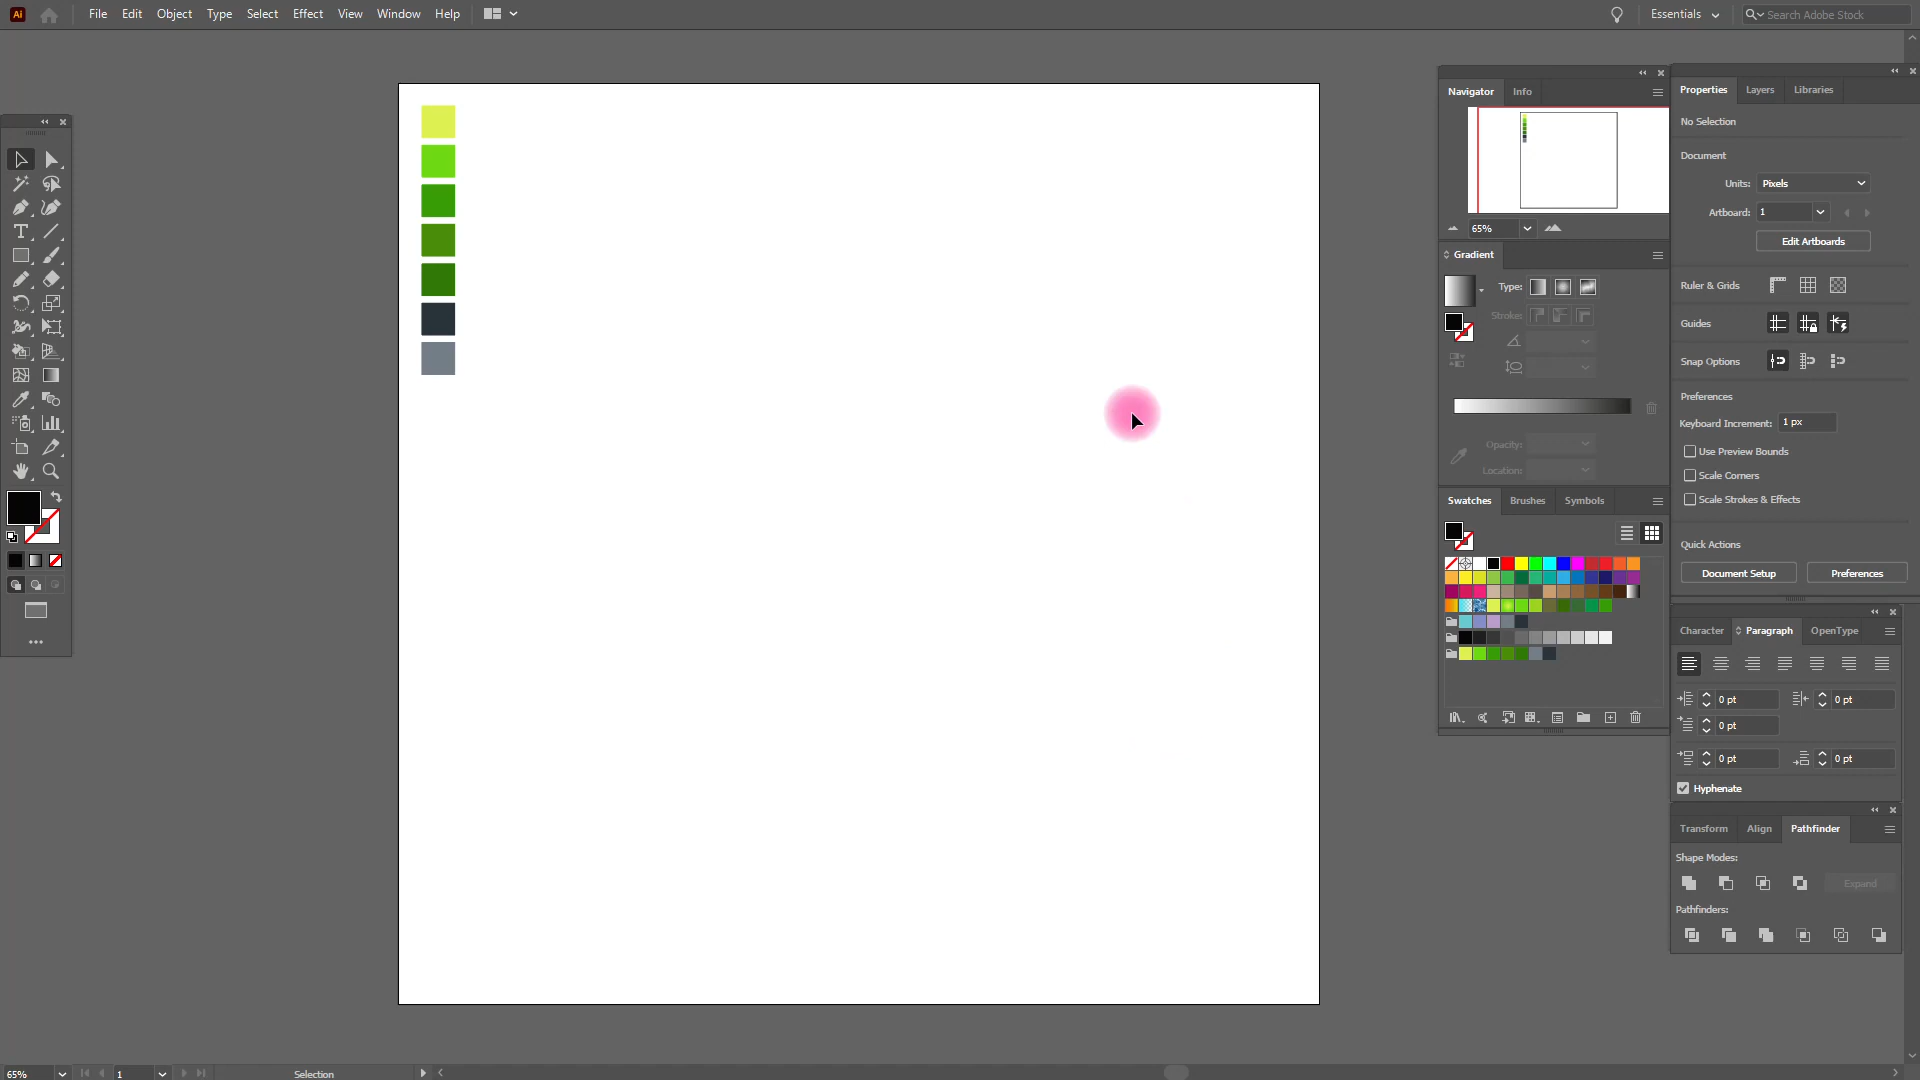 Ai File Edit Object Type Select Effect View Window Help Essentials Search Adobe Stock
Navigator Info
65%
Gradient
Type:
Stroke:
Opacity:
Location:
Swatches Brushes Symbols
Properties Layers Libraries
No Selection
Document
Units: Pixels
Artboard: 1
Edit Artboards
Ruler & Grids
Guides
Snap Options
Preferences
Keyboard Increment: 1 px
Use Preview Bounds
Scale Corners
Scale Strokes & Effects
Quick Actions
Document Setup Preferences
Character Paragraph OpenType
0 pt 0 pt
0 pt
0 pt 0 pt
Hyphenate
Transform Align Pathfinder
Shape Modes:
Expand
Pathfinders:
65% 1 Selection